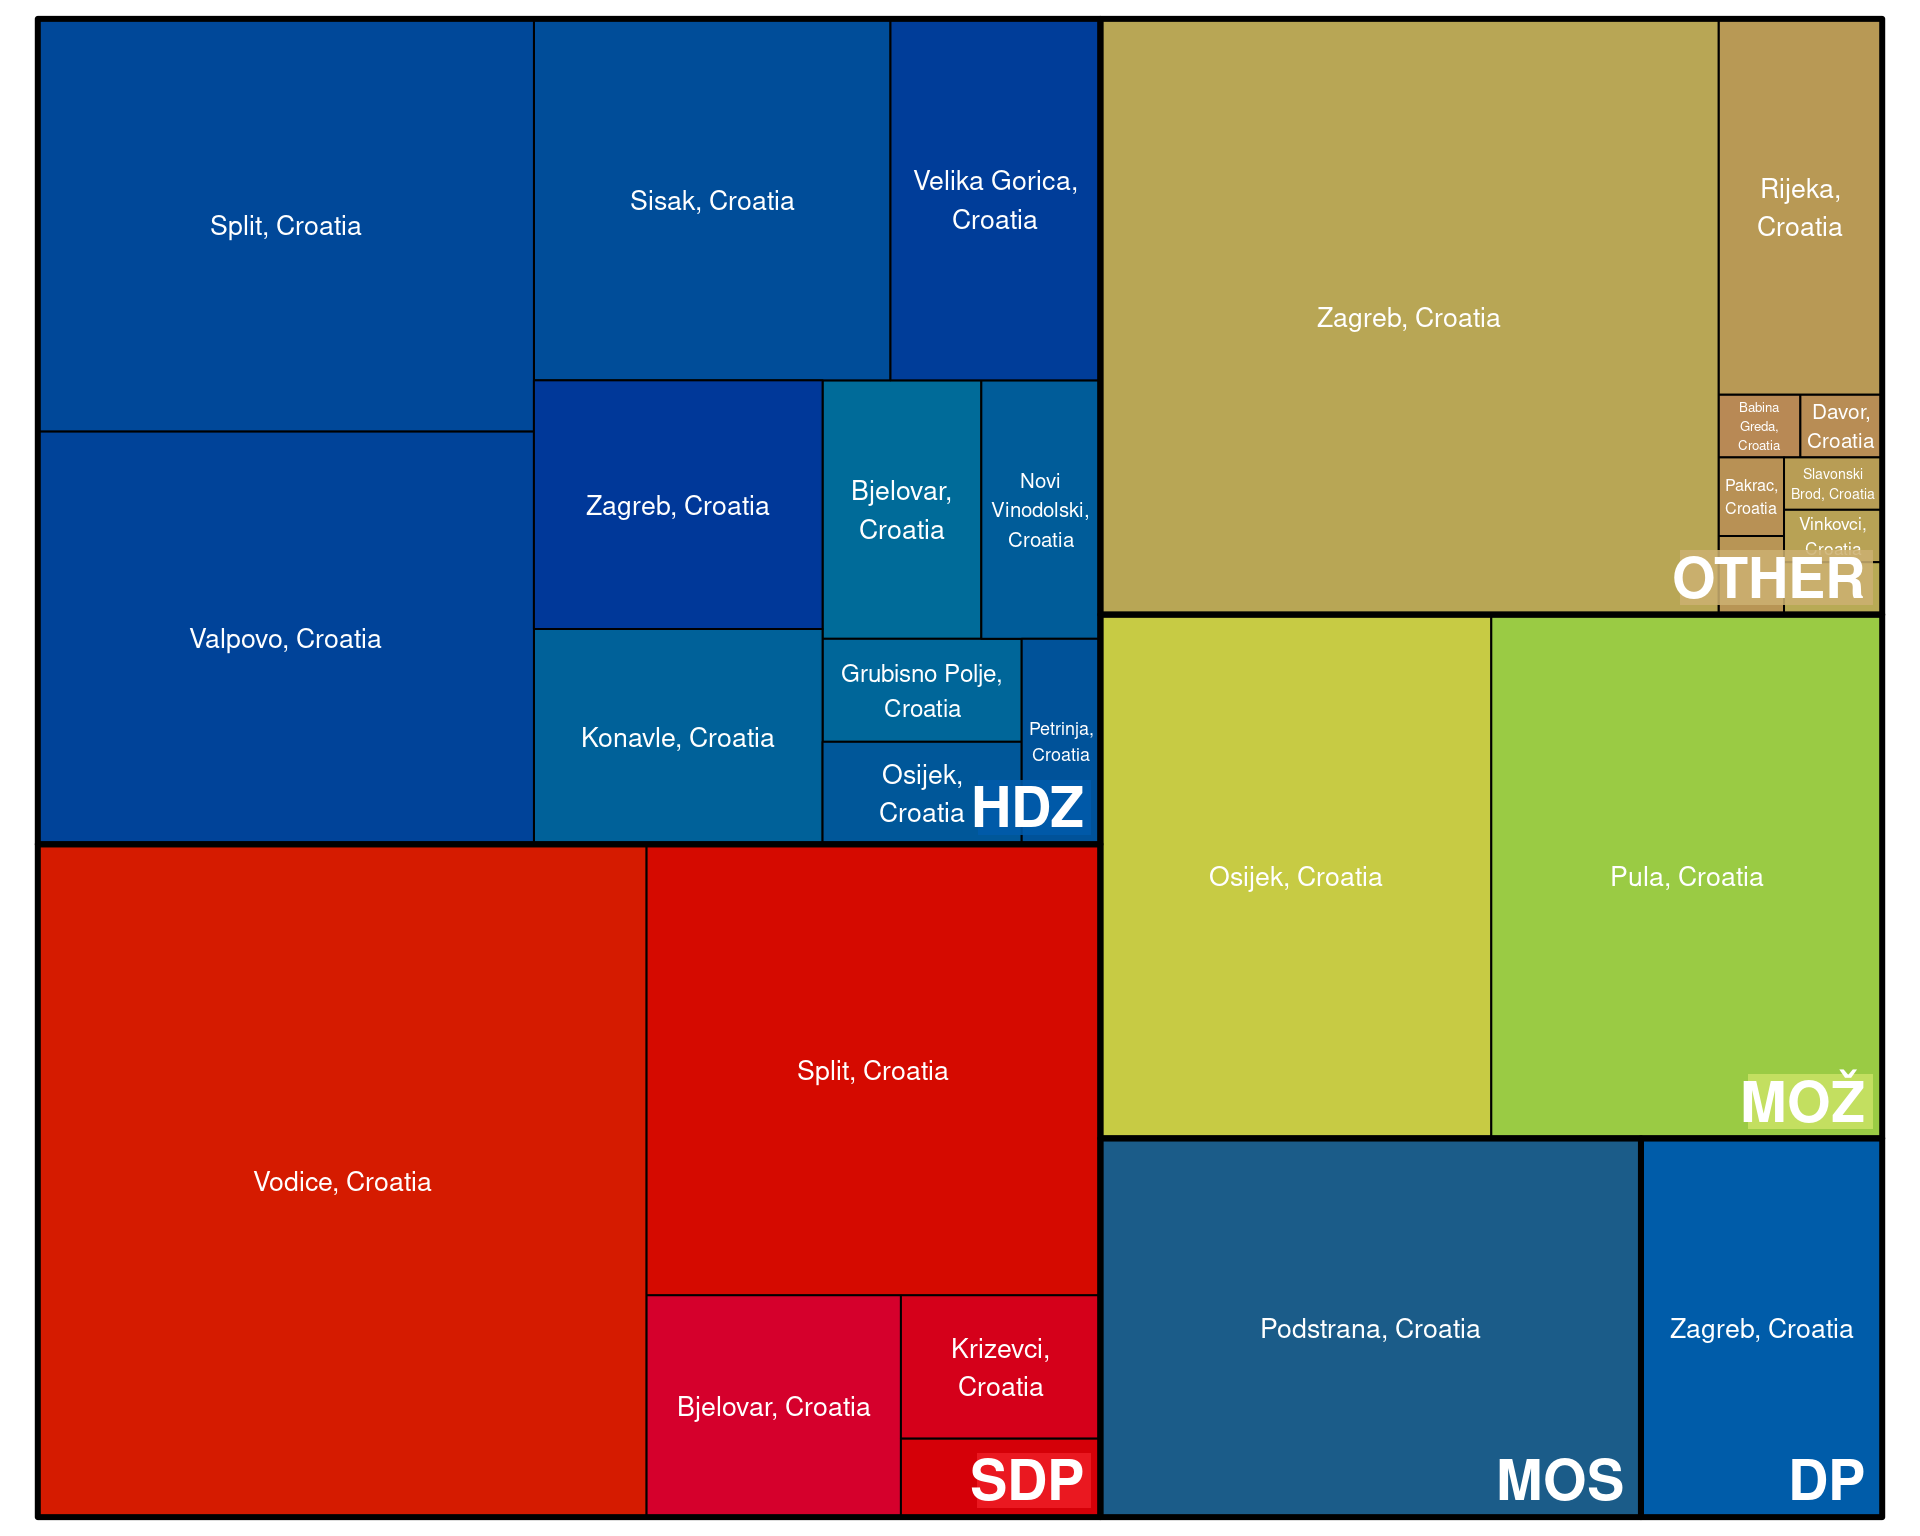 Split, Croatia
Sisak, Croatia
Velika Gorica,
Croatia
Valpovo, Croatia
Zagreb, Croatia
Bjelovar,
Croatia
Novi
Vinodolski,
Croatia
Konavle, Croatia
Grubisno Polje,
Croatia
Petrinja,
Croatia
Osijek,
Croatia
HDZ
Vodice, Croatia
Split, Croatia
Bjelovar, Croatia
Krizevci,
Croatia
SDP
Zagreb, Croatia
Rijeka,
Croatia
Babina
Greda,
Croatia
Davor,
Croatia
Pakrac,
Croatia
Slavonski
Brod, Croatia
Vinkovci,
Croatia
OTHER
Osijek, Croatia
Pula, Croatia
MOŽ
Podstrana, Croatia
MOS
Zagreb, Croatia
DP